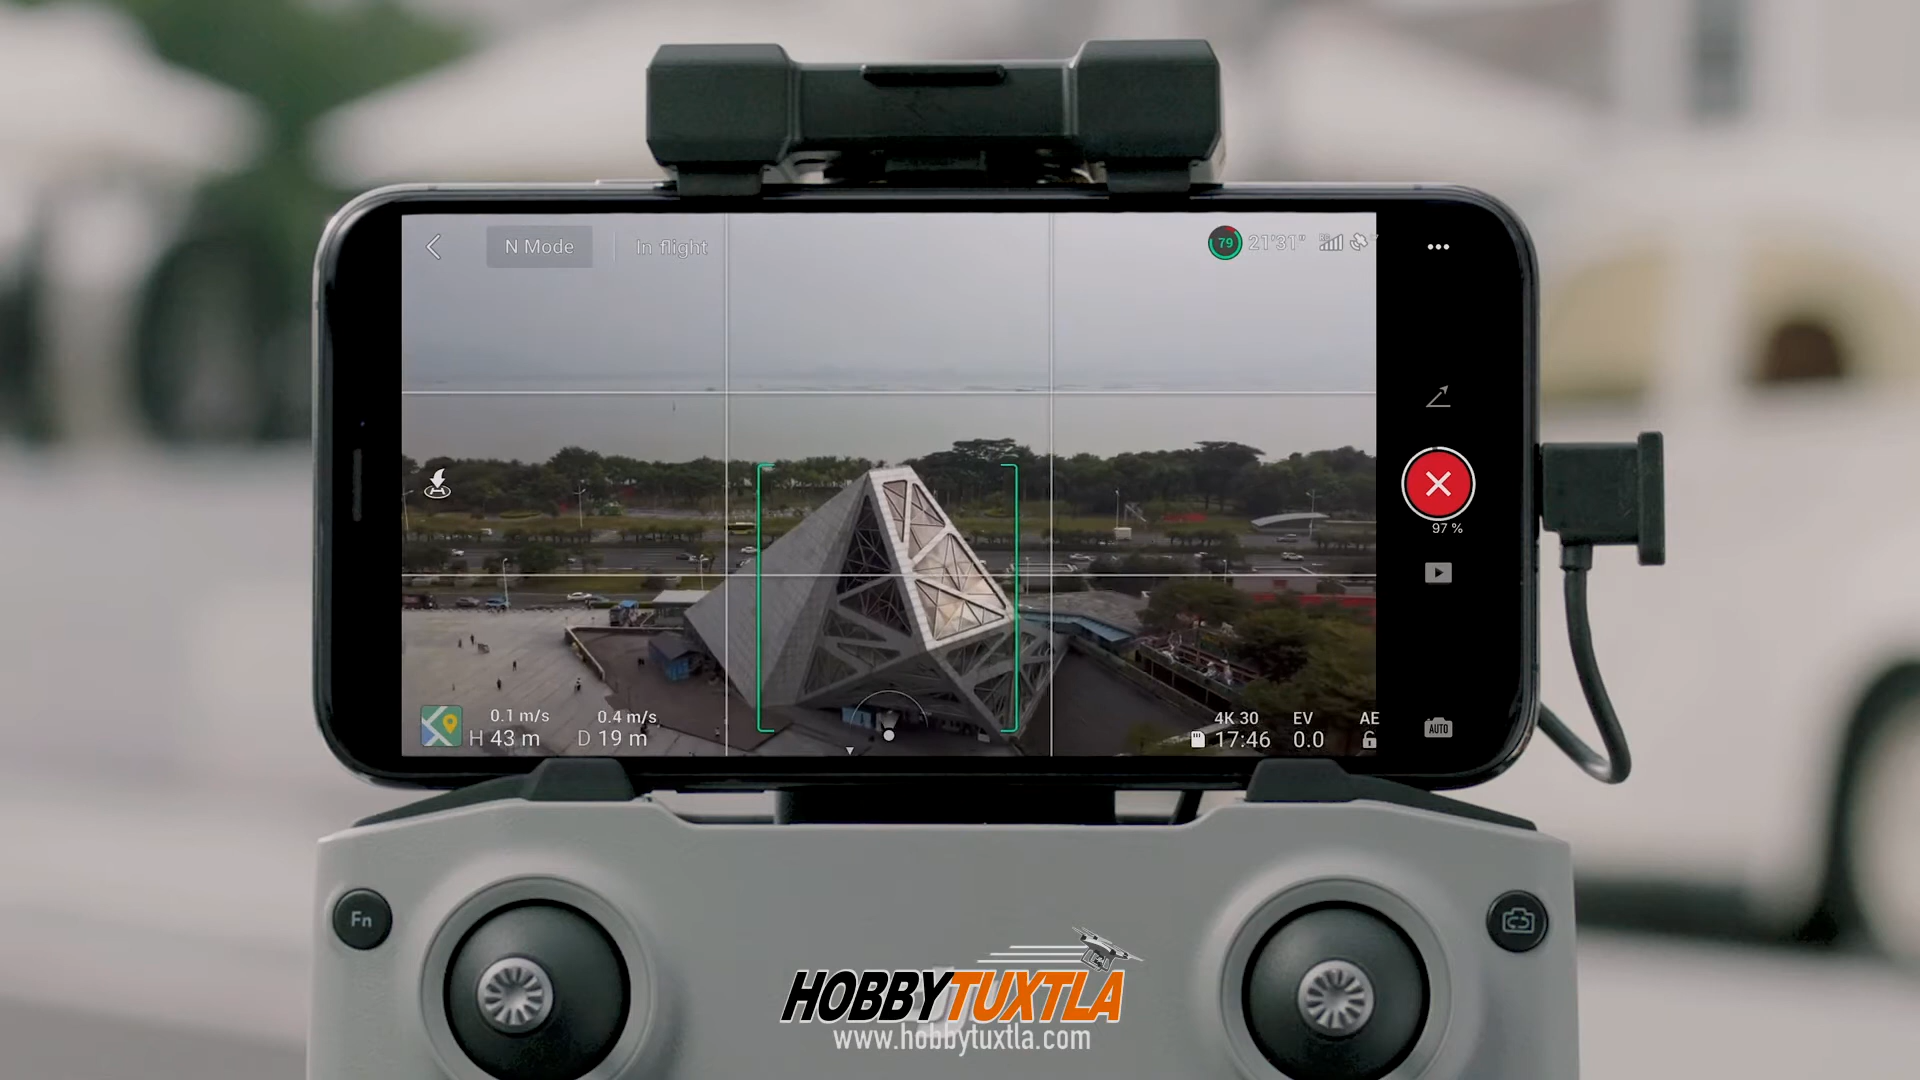 N Mode
In flight
79
21'31"
RC
97 %
0.1 m/s
0.4 m/s
H 43 m
D 19 m
4K 30
EV
AE
17:46
0.0
AUTO
Fn
HOBBYTUXTLA
www.hobbytuxtla.com